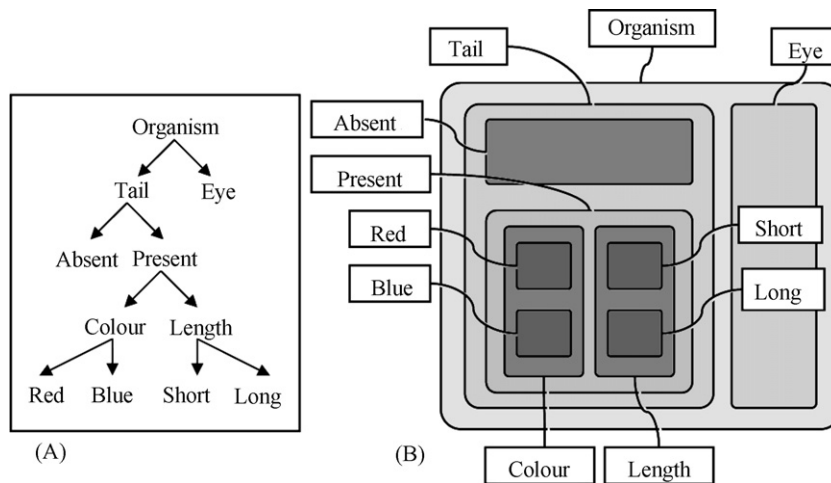 Organism
Tail Eye
Absent Present
Colour Length
Red Blue Short Long
(A)
Organism
Tail
Eye
Absent
Present
Red
Short
Blue
Long
(B)
Colour
Length